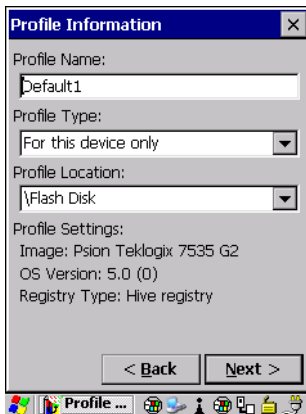 Profile Information
Profile Name:
Default1
Profile Type:
For this device only
Profile Location:
\Flash Disk
Profile Settings:
Image: Psion Teklogix 7535 G2
OS Version: 5.0 (0)
Registry Type: Hive registry
< Back
Next >
Profile ...